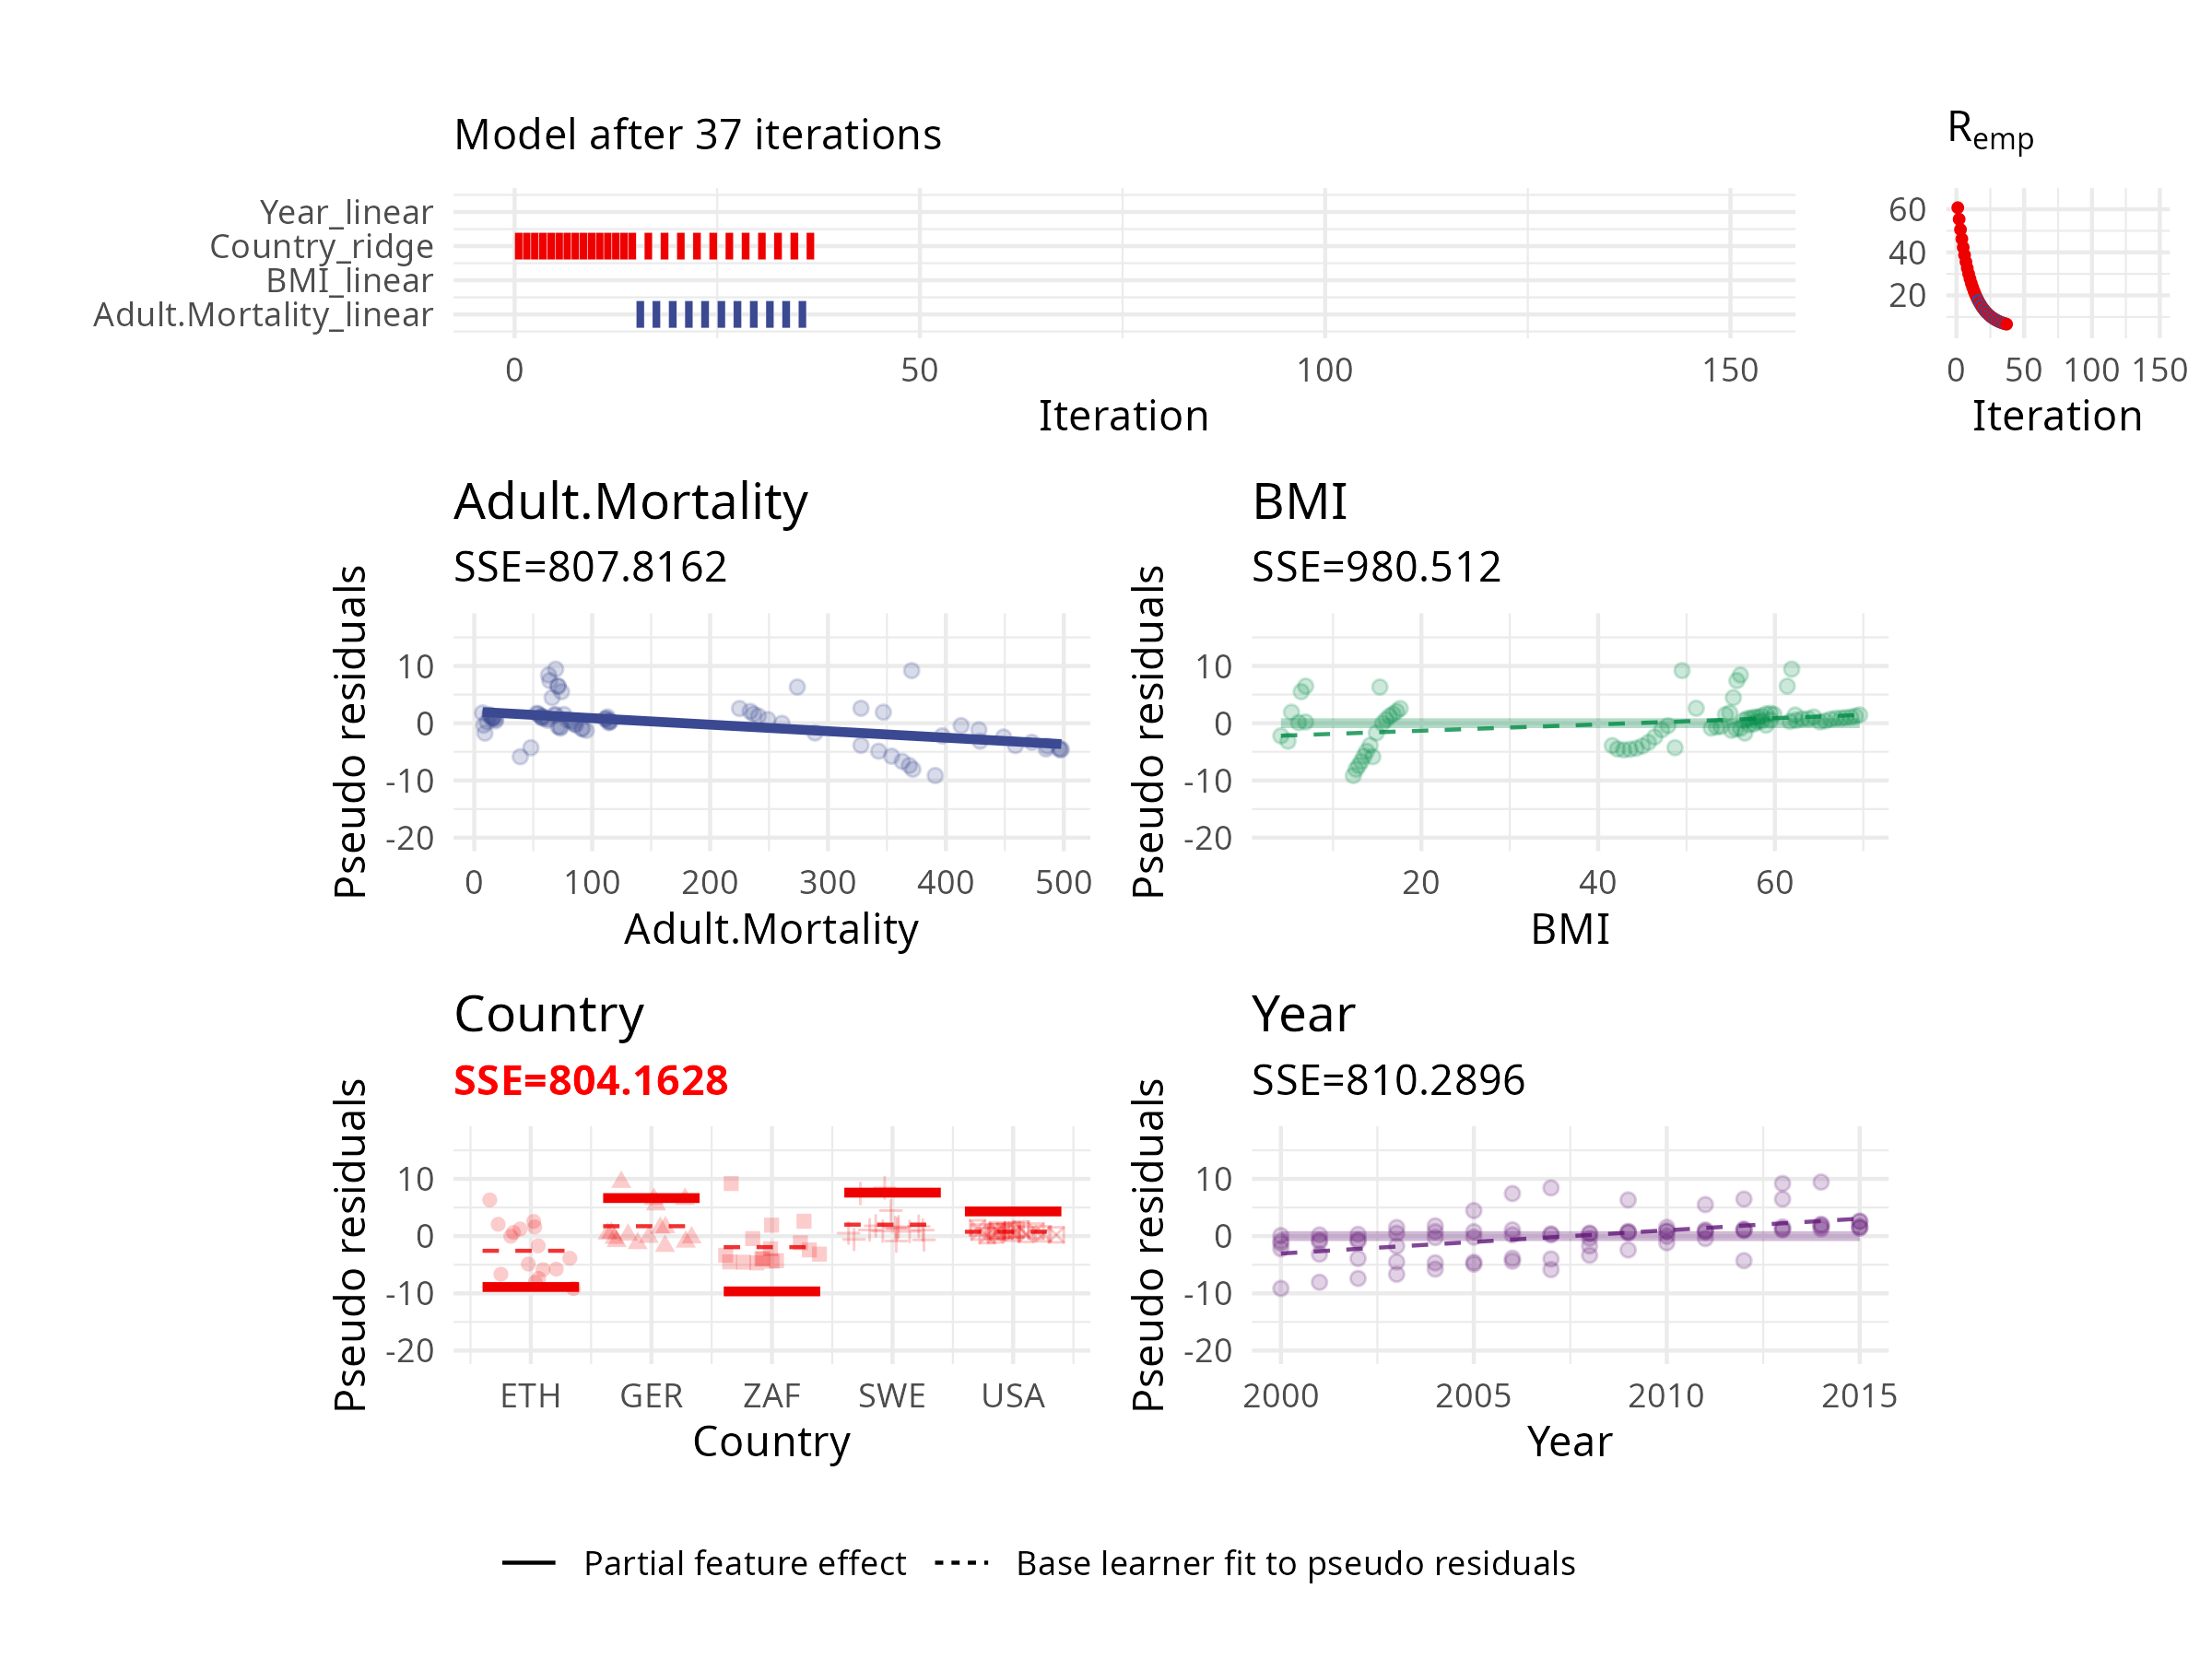 Model after 37 iterations
Remp
Year_linear
Country_ridge
BMI_linear
Adult.Mortality_linear
0 50 100 150
Iteration
60
40
20
0 50 100 150
Iteration
Adult.Mortality
SSE=807.8162
Pseudo residuals
10
0
-10
-20
0 100 200 300 400 500
Adult.Mortality
BMI
SSE=980.512
Pseudo residuals
10
0
-10
-20
20 40 60
BMI
Country
SSE=804.1628
Pseudo residuals
10
0
-10
-20
ETH GER ZAF SWE USA
Country
Year
SSE=810.2896
Pseudo residuals
10
0
-10
-20
2000 2005 2010 2015
Year
Partial feature effect Base learner fit to pseudo residuals